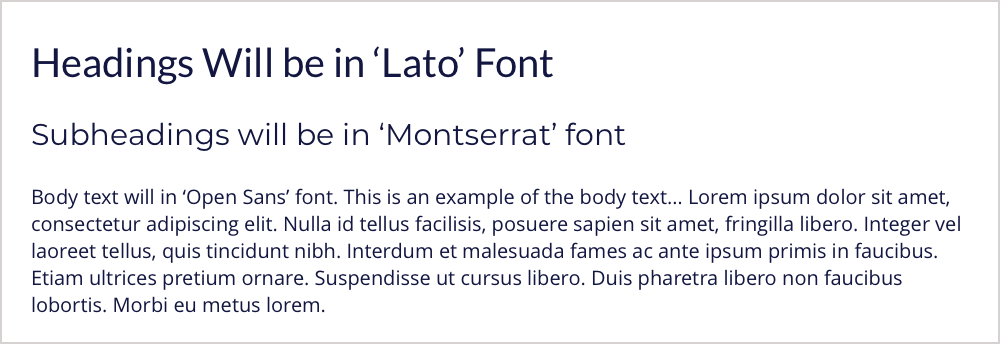 Headings Will be in ‘Lato’ Font
Subheadings will be in ‘Montserrat’ font
Body text will in ‘Open Sans’ font. This is an example of the body text... Lorem ipsum dolor sit amet,
consectetur adipiscing elit. Nulla id tellus facilisis, posuere sapien sit amet, fringilla libero. Integer vel
laoreet tellus, quis tincidunt nibh. Interdum et malesuada fames ac ante ipsum primis in faucibus.
Etiam ultrices pretium ornare. Suspendisse ut cursus libero. Duis pharetra libero non faucibus
lobortis. Morbi eu metus lorem.